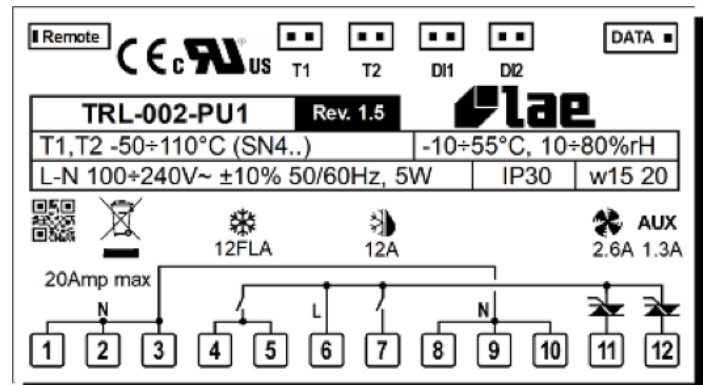 Remote CE c RU US T1 T2 DI1 DI2 DATA
TRL-002-PU1 Rev. 1.5 lae
T1,T2 -50÷110°C (SN4..) -10÷55°C, 10÷80%rH
L-N 100÷240V~ ±10% 50/60Hz, 5W IP30 w15 20
AUX
12FLA 12A 2.6A 1.3A
20Amp max
N L N
1 2 3 4 5 6 7 8 9 10 11 12